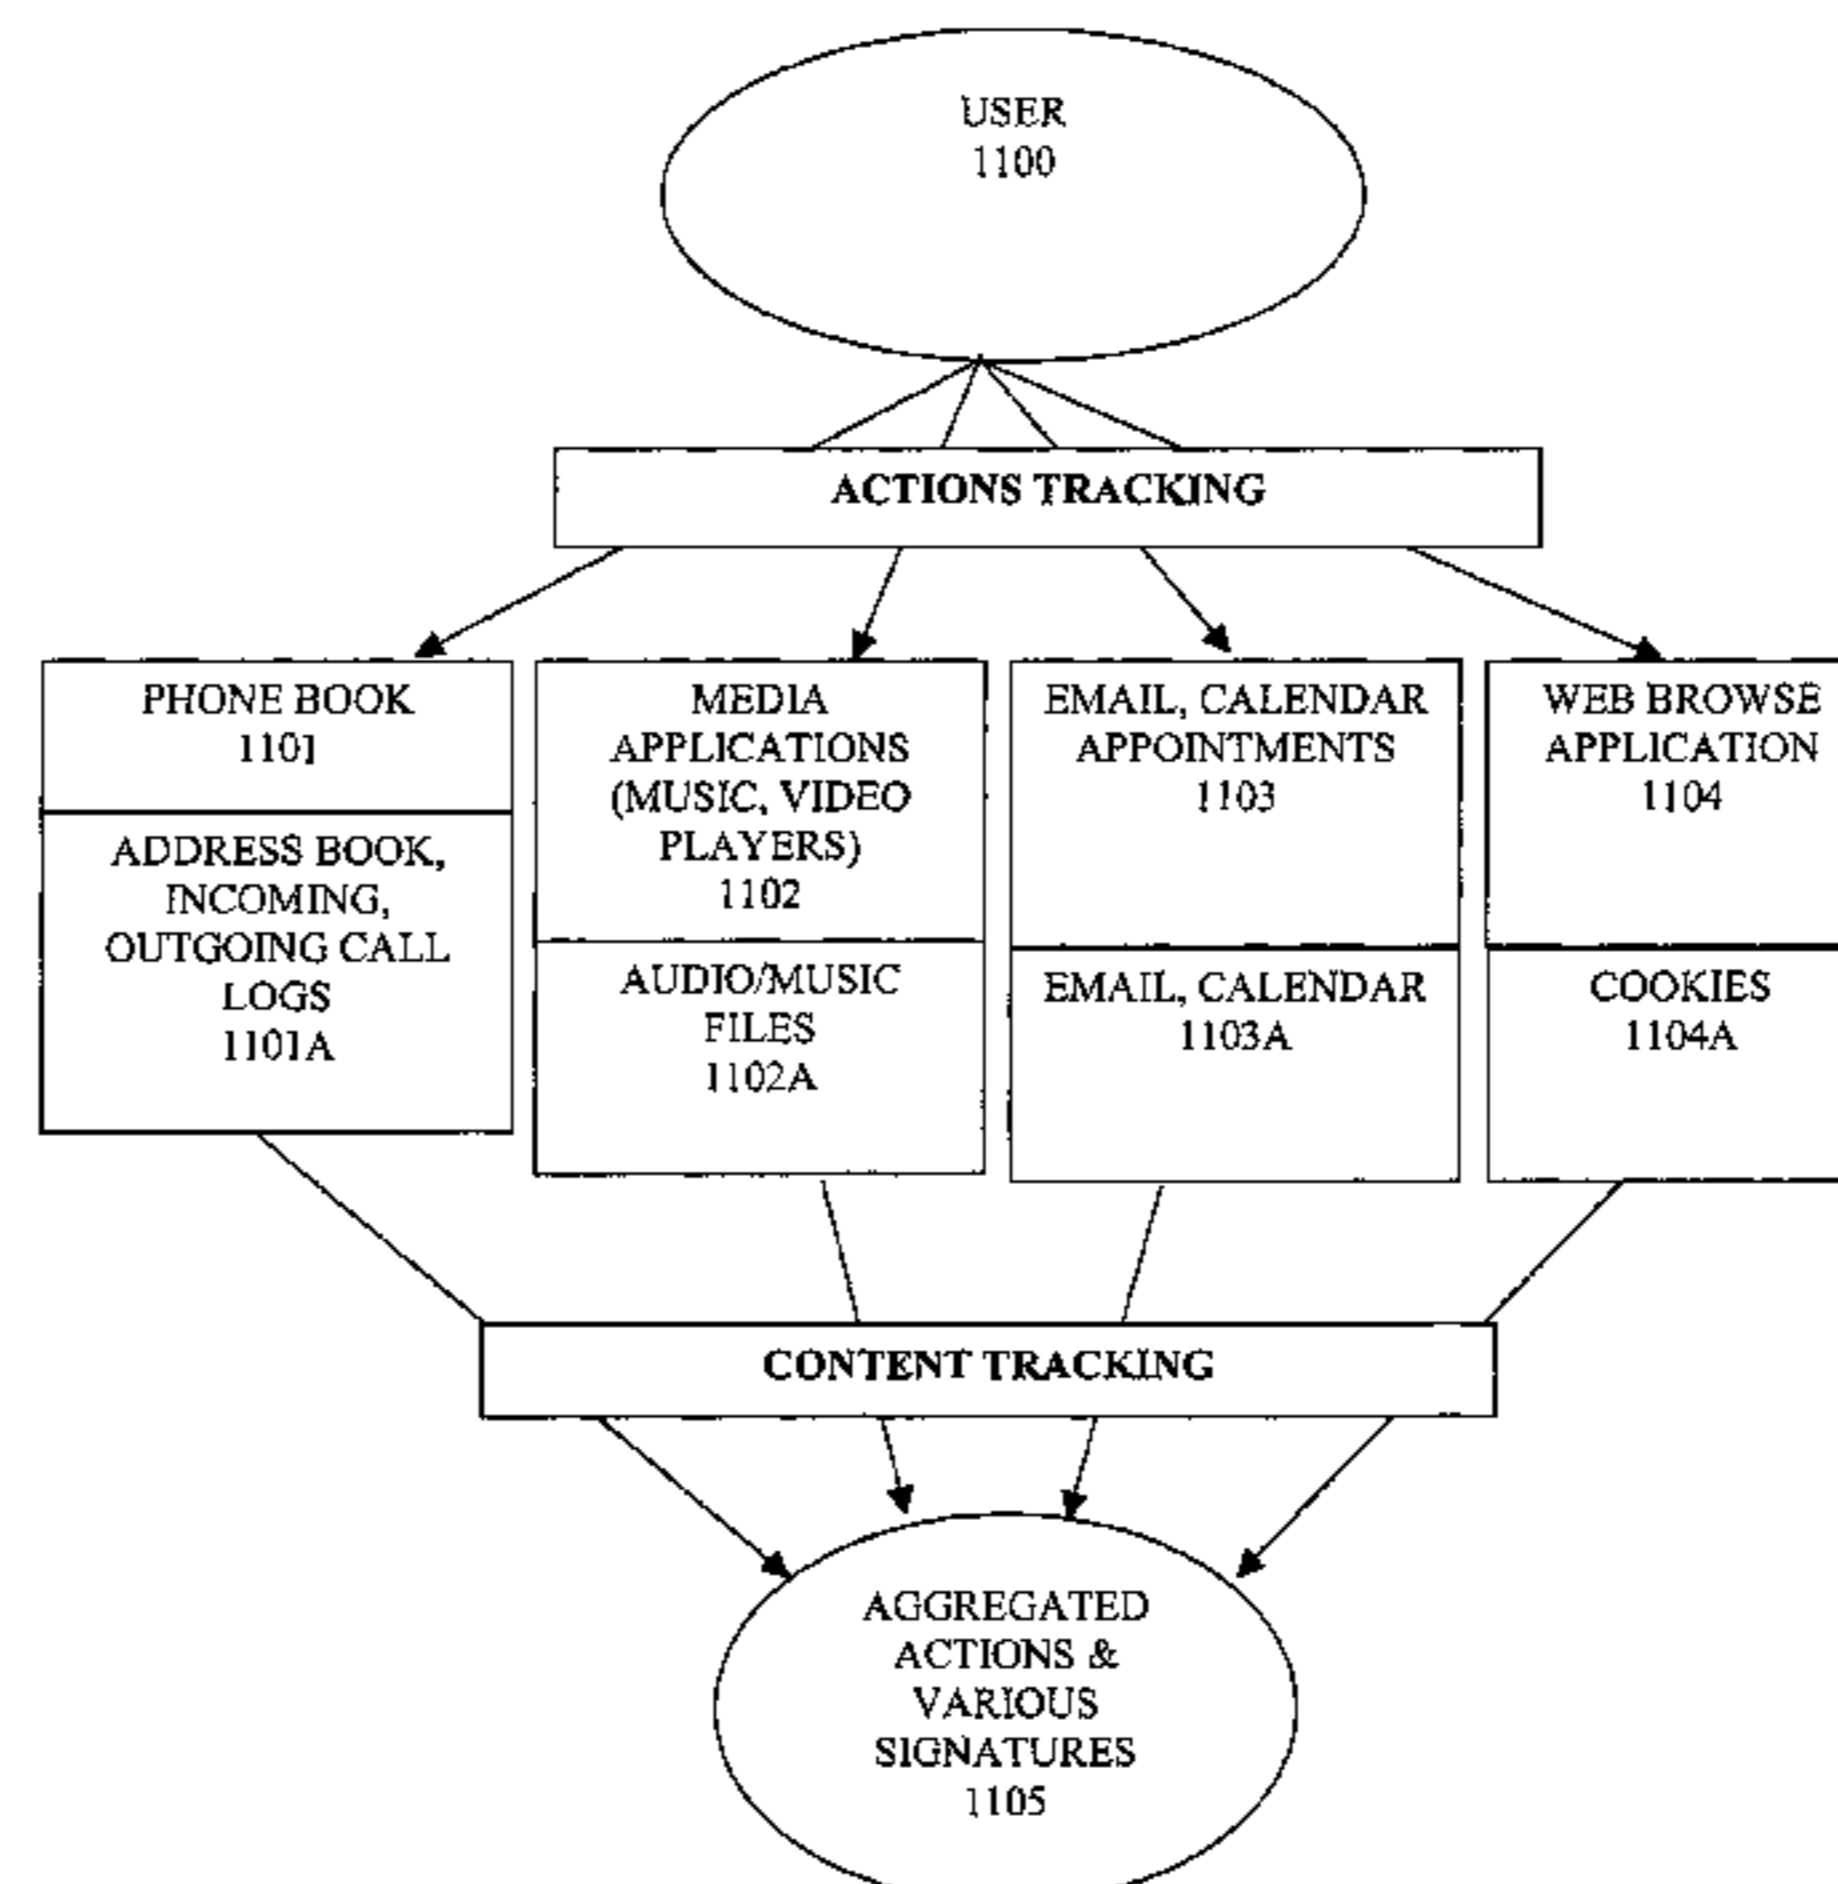 USER
1100
ACTIONS TRACKING
PHONE BOOK
1101
ADDRESS BOOK,
INCOMING,
OUTGOING CALL
LOGS
1101A
MEDIA
APPLICATIONS
(MUSIC, VIDEO
PLAYERS)
1102
AUDIO/MUSIC
FILES
1102A
EMAIL, CALENDAR
APPOINTMENTS
1103
EMAIL, CALENDAR
1103A
WEB BROWSE
APPLICATION
1104
COOKIES
1104A
CONTENT TRACKING
AGGREGATED
ACTIONS &
VARIOUS
SIGNATURES
1105